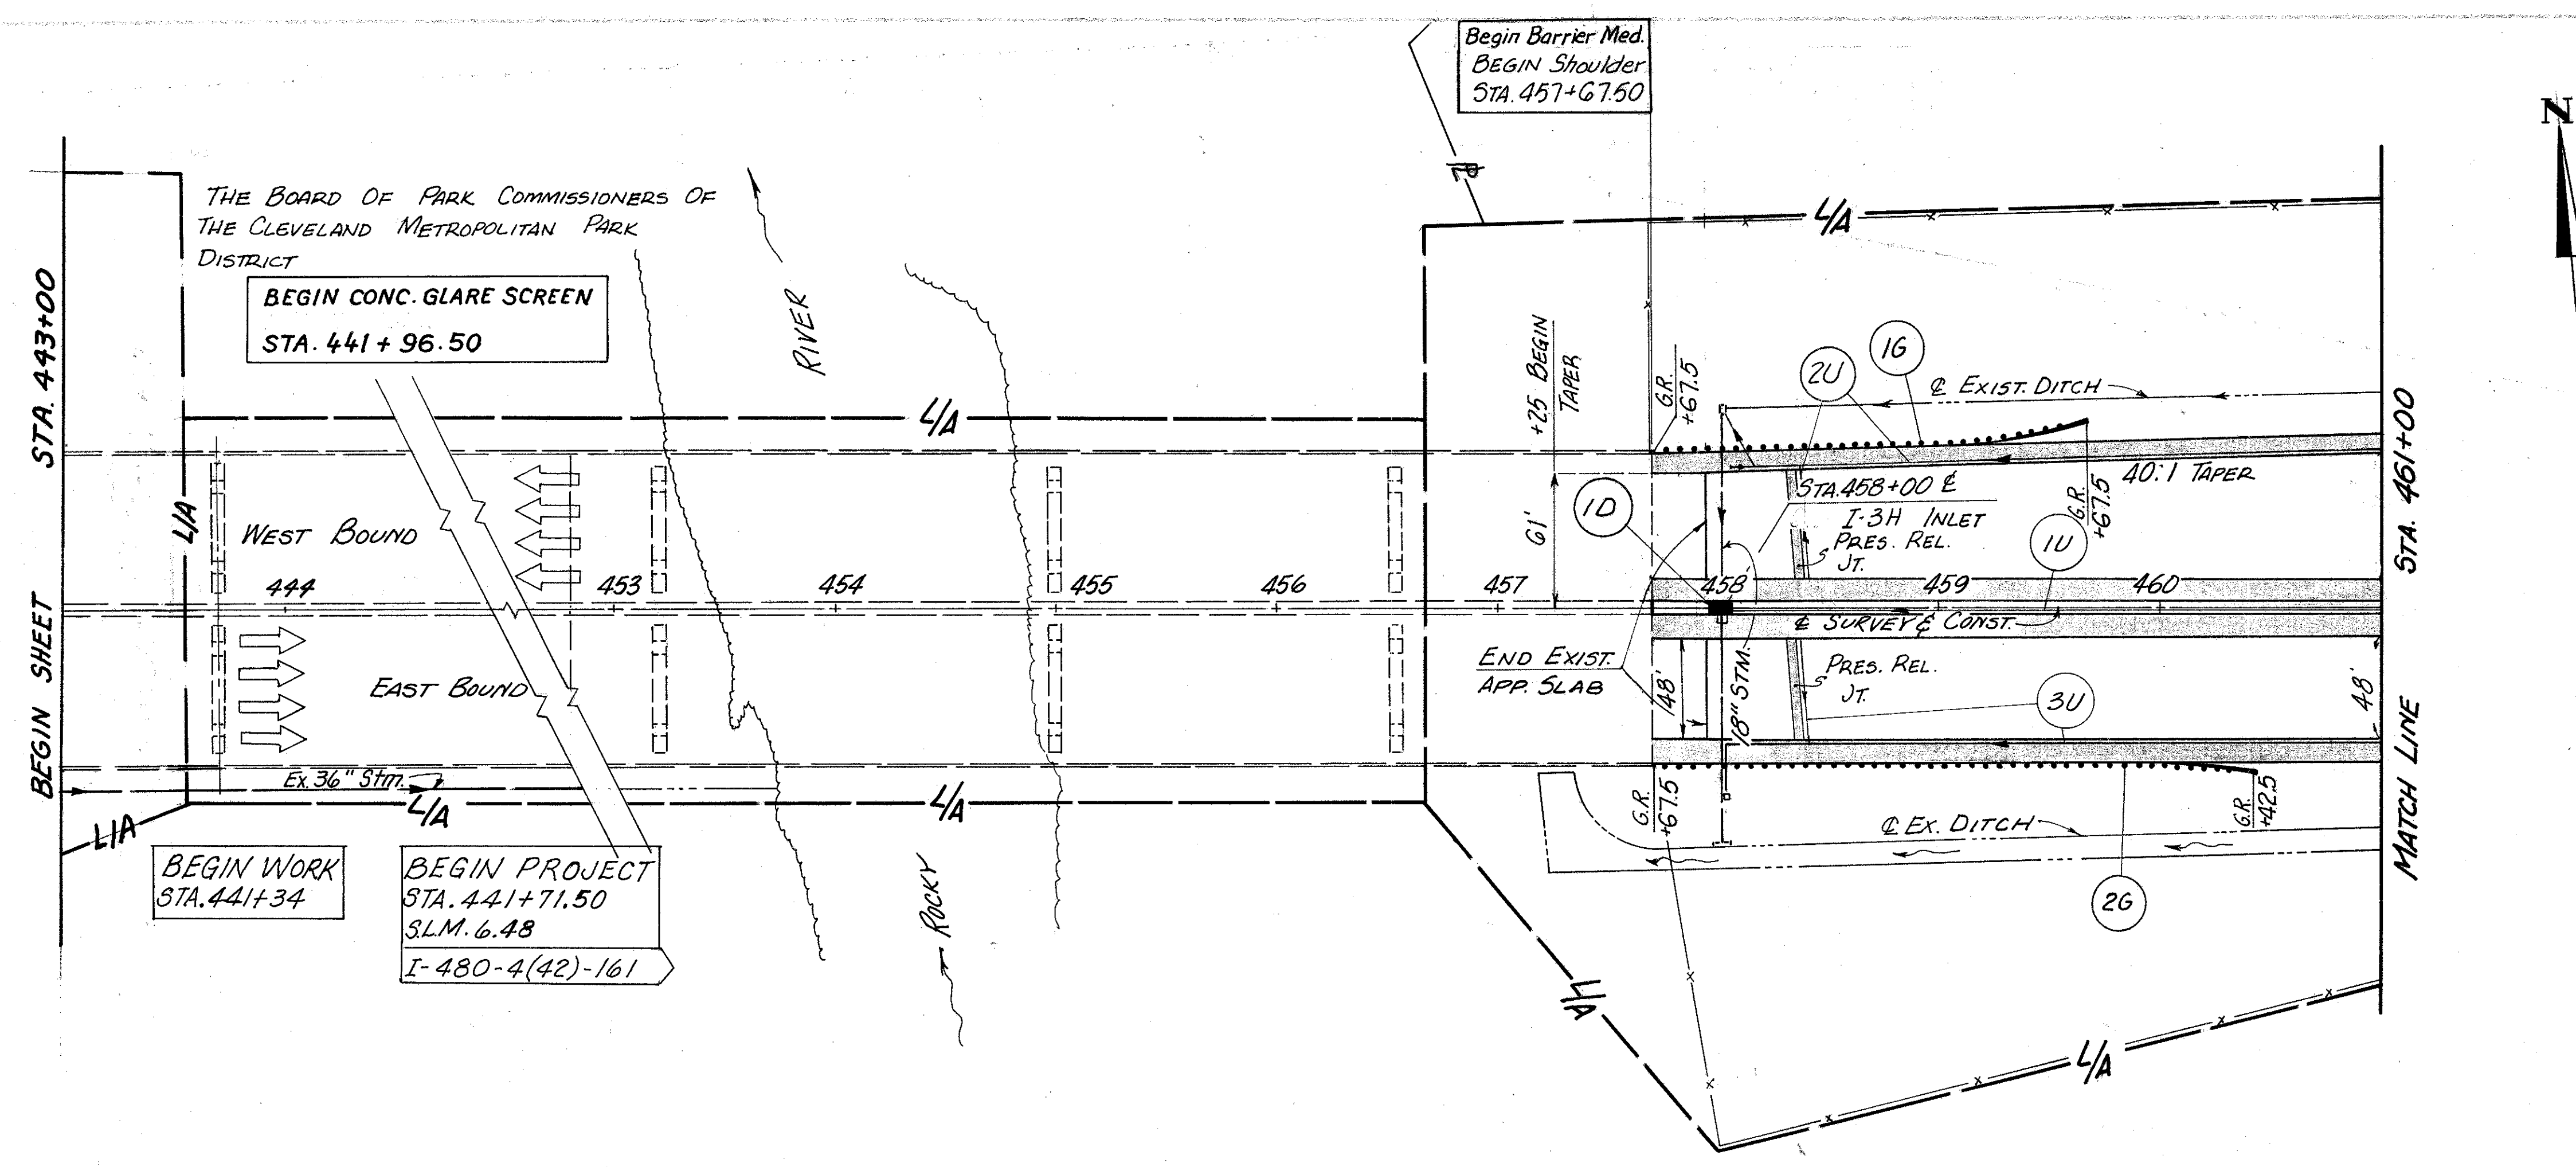 Begin Barrier Med.
BEGIN Shoulder
STA. 457+67.50
N
THE BOARD OF PARK COMMISSIONERS OF
THE CLEVELAND METROPOLITAN PARK
DISTRICT
BEGIN CONC. GLARE SCREEN
STA. 441 + 96.50
BEGIN SHEET STA. 443+00
RIVER
PL
L/A
L/A
L/A
+25 BEGIN
TAPER
61'
G.R.
+67.5
2U
1G
℄ EXIST. DITCH
40:1 TAPER
G.R.
+67.5
1D
STA. 458+00 ℄
I-3H INLET
PRES. REL.
JT.
1U
WEST BOUND
444
453
454
455
456
457
458
459
460
℄ SURVEY & CONST.
EAST BOUND
END EXIST.
APP. SLAB
48'
18" STM.
PRES. REL.
JT.
3U
48'
MATCH LINE STA. 461+00
Ex. 36" Stm.
L/A
L/A
L/A
G.R.
+67.5
G.R.
+42.5
℄ EX. DITCH
2G
BEGIN WORK
STA. 441+34
BEGIN PROJECT
STA. 441+71.50
S.L.M. 6.48
I-480-4(42)-161
ROCKY
L/A
L/A